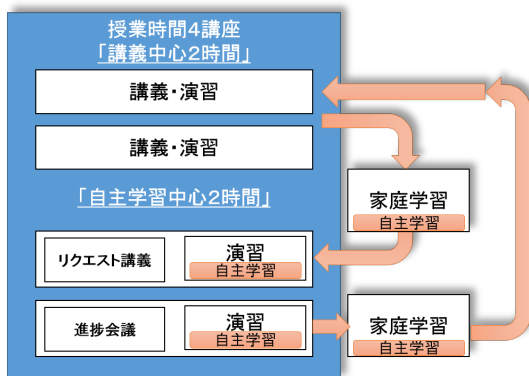 授業時間4講座
「講義中心2時間」
講義・演習
講義・演習
家庭学習
自主学習
「自主学習中心2時間」
リクエスト講義
演習
自主学習
進捗会議
演習
自主学習
家庭学習
自主学習